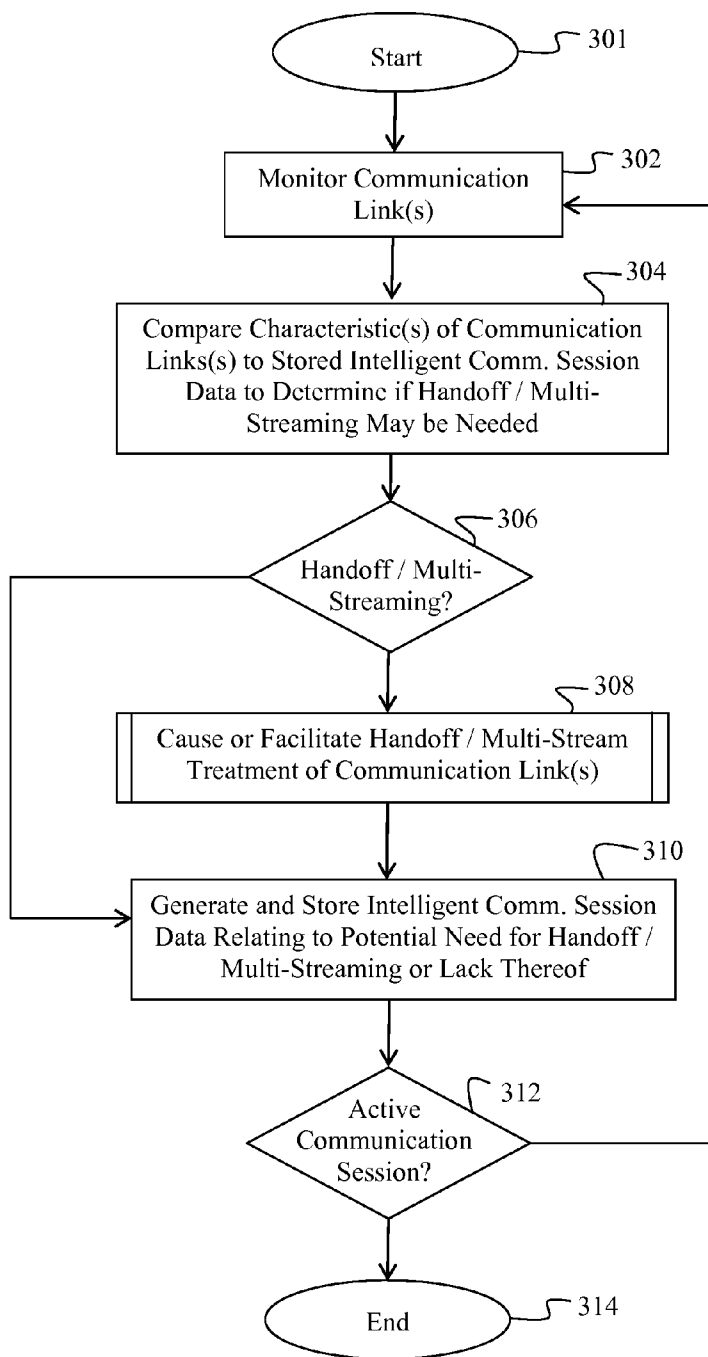 Start
301
Monitor Communication
Link(s)
302
304
Compare Characteristic(s) of Communication
Links(s) to Stored Intelligent Comm. Session
Data to Determine if Handoff / Multi-
Streaming May be Needed
306
Handoff / Multi-
Streaming?
308
Cause or Facilitate Handoff / Multi-Stream
Treatment of Communication Link(s)
310
Generate and Store Intelligent Comm. Session
Data Relating to Potential Need for Handoff /
Multi-Streaming or Lack Thereof
312
Active
Communication
Session?
End
314